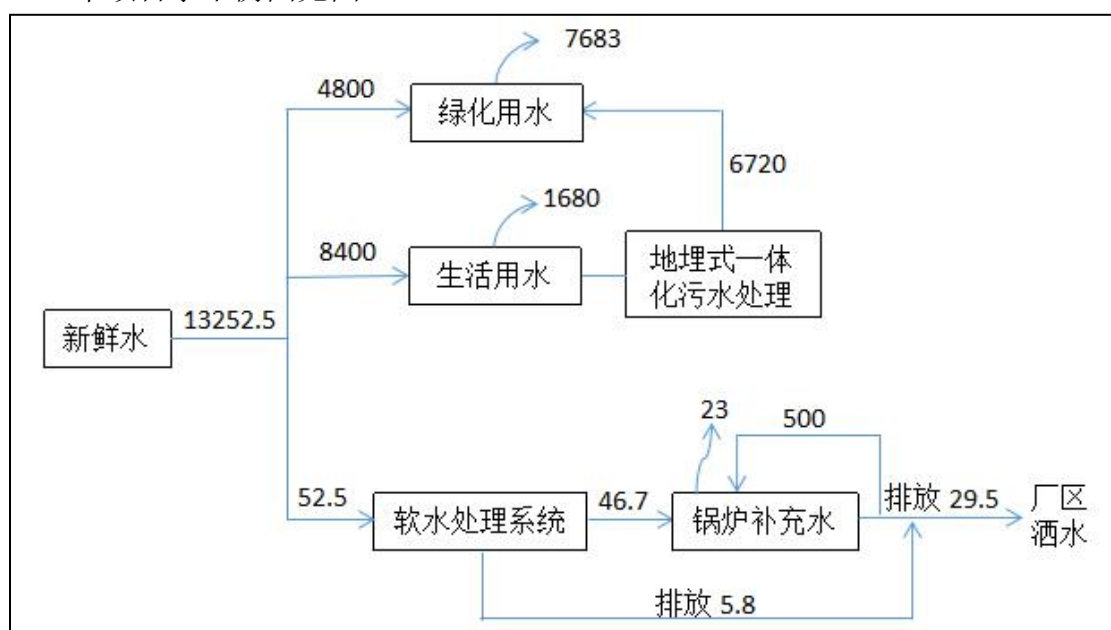 7683
4800
绿化用水
6720
1680
8400
生活用水
地埋式一体
化污水处理
新鲜水
13252.5
23
500
52.5
软水处理系统
46.7
锅炉补充水
排放 29.5
厂区
洒水
排放 5.8